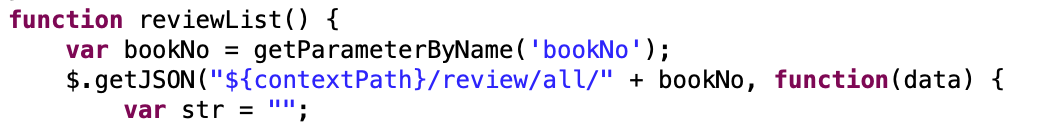 function reviewList() {
    var bookNo = getParameterByName('bookNo');
    $.getJSON("${contextPath}/review/all/" + bookNo, function(data) {
        var str = "";